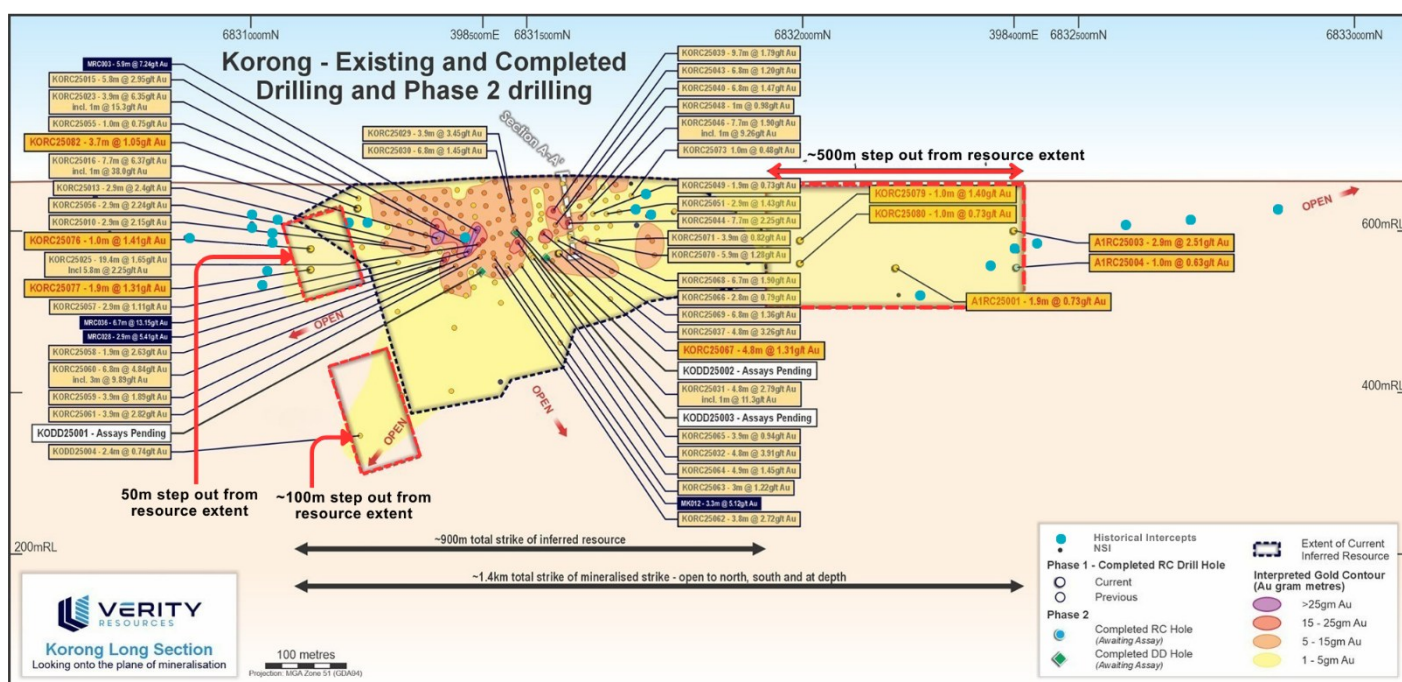 6831000mN
398600mE
6831500mN
6832000mN
398400mE
6832500mN
6833000mN
Korong - Existing and Completed
Drilling and Phase 2 drilling
MRC003 - 5.9m @ 7.24g/t Au
KORC25015 - 5.8m @ 2.95g/t Au
KORC25023 - 3.9m @ 6.35g/t Au
incl. 1m @ 15.3g/t Au
KORC25055 - 1.0m @ 0.75g/t Au
KORC25082 - 3.7m @ 1.05g/t Au
KORC25016 - 7.7m @ 6.37g/t Au
incl. 1m @ 38.0g/t Au
KORC25013 - 2.9m @ 2.4g/t Au
KORC25056 - 2.9m @ 2.24g/t Au
KORC25010 - 2.9m @ 2.15g/t Au
KORC25076 - 1.0m @ 1.41g/t Au
KORC25025 - 19.4m @ 1.65g/t Au
Incl 5.8m @ 2.25g/t Au
KORC25077 - 1.9m @ 1.31g/t Au
KORC25057 - 2.9m @ 1.11g/t Au
MRC036 - 6.7m @ 13.15g/t Au
MRC028 - 2.9m @ 5.41g/t Au
KORC25058 - 1.9m @ 2.63g/t Au
KORC25060 - 6.8m @ 4.84g/t Au
incl. 3m @ 9.89g/t Au
KORC25059 - 3.9m @ 1.89g/t Au
KORC25061 - 3.9m @ 2.82g/t Au
KODD25001 - Assays Pending
KODD25004 - 2.4m @ 0.74g/t Au
KORC25029 - 3.9m @ 3.45g/t Au
KORC25030 - 6.8m @ 1.45g/t Au
Section A-A'
KORC25039 - 9.7m @ 1.79g/t Au
KORC25043 - 6.8m @ 1.20g/t Au
KORC25040 - 6.8m @ 1.47g/t Au
KORC25048 - 1m @ 0.98g/t Au
KORC25046 - 7.7m @ 1.90g/t Au
Incl. 1m @ 9.26g/t Au
KORC25073 1.0m @ 0.48g/t Au
KORC25049 - 1.9m @ 0.73g/t Au
KORC25051 - 2.9m @ 1.43g/t Au
KORC25044 - 7.7m @ 2.25g/t Au
KORC25071 - 3.9m @ 0.82g/t Au
KORC25070 - 5.9m @ 1.28g/t Au
KORC25068 - 6.7m @ 1.90g/t Au
KORC25066 - 2.8m @ 0.79g/t Au
KORC25069 - 6.8m @ 1.36g/t Au
KORC25037 - 4.8m @ 3.26g/t Au
KORC25067 - 4.8m @ 1.31g/t Au
KODD25002 - Assays Pending
KORC25031 - 4.8m @ 2.79g/t Au
incl. 1m @ 11.3g/t Au
KODD25003 - Assays Pending
KORC25065 - 3.9m @ 0.94g/t Au
KORC25032 - 4.8m @ 3.91g/t Au
KORC25064 - 4.9m @ 1.45g/t Au
KORC25063 - 3m @ 1.22g/t Au
MK012 - 3.3m @ 5.12g/t Au
KORC25062 - 3.8m @ 2.72g/t Au
~500m step out from resource extent
KORC25079 - 1.0m @ 1.40g/t Au
KORC25080 - 1.0m @ 0.73g/t Au
A1RC25003 - 2.9m @ 2.51g/t Au
A1RC25004 - 1.0m @ 0.63g/t Au
A1RC25001 - 1.9m @ 0.73g/t Au
OPEN
600mRL
OPEN
400mRL
OPEN
OPEN
50m step out from
resource extent
~100m step out from
resource extent
~900m total strike of inferred resource
200mRL
~1.4km total strike of mineralised strike - open to north, south and at depth
VERITY
RESOURCES
Korong Long Section
Looking onto the plane of mineralisation
100 metres
Projection: MGA Zone 51 (GDA94)
Historical Intercepts
NSI
Phase 1 - Completed RC Drill Hole
Current
Previous
Phase 2
Completed RC Hole
(Awaiting Assay)
Completed DD Hole
(Awaiting Assay)
Extent of Current
Inferred Resource
Interpreted Gold Contour
(Au gram metres)
>25gm Au
15 - 25gm Au
5 - 15gm Au
1 - 5gm Au